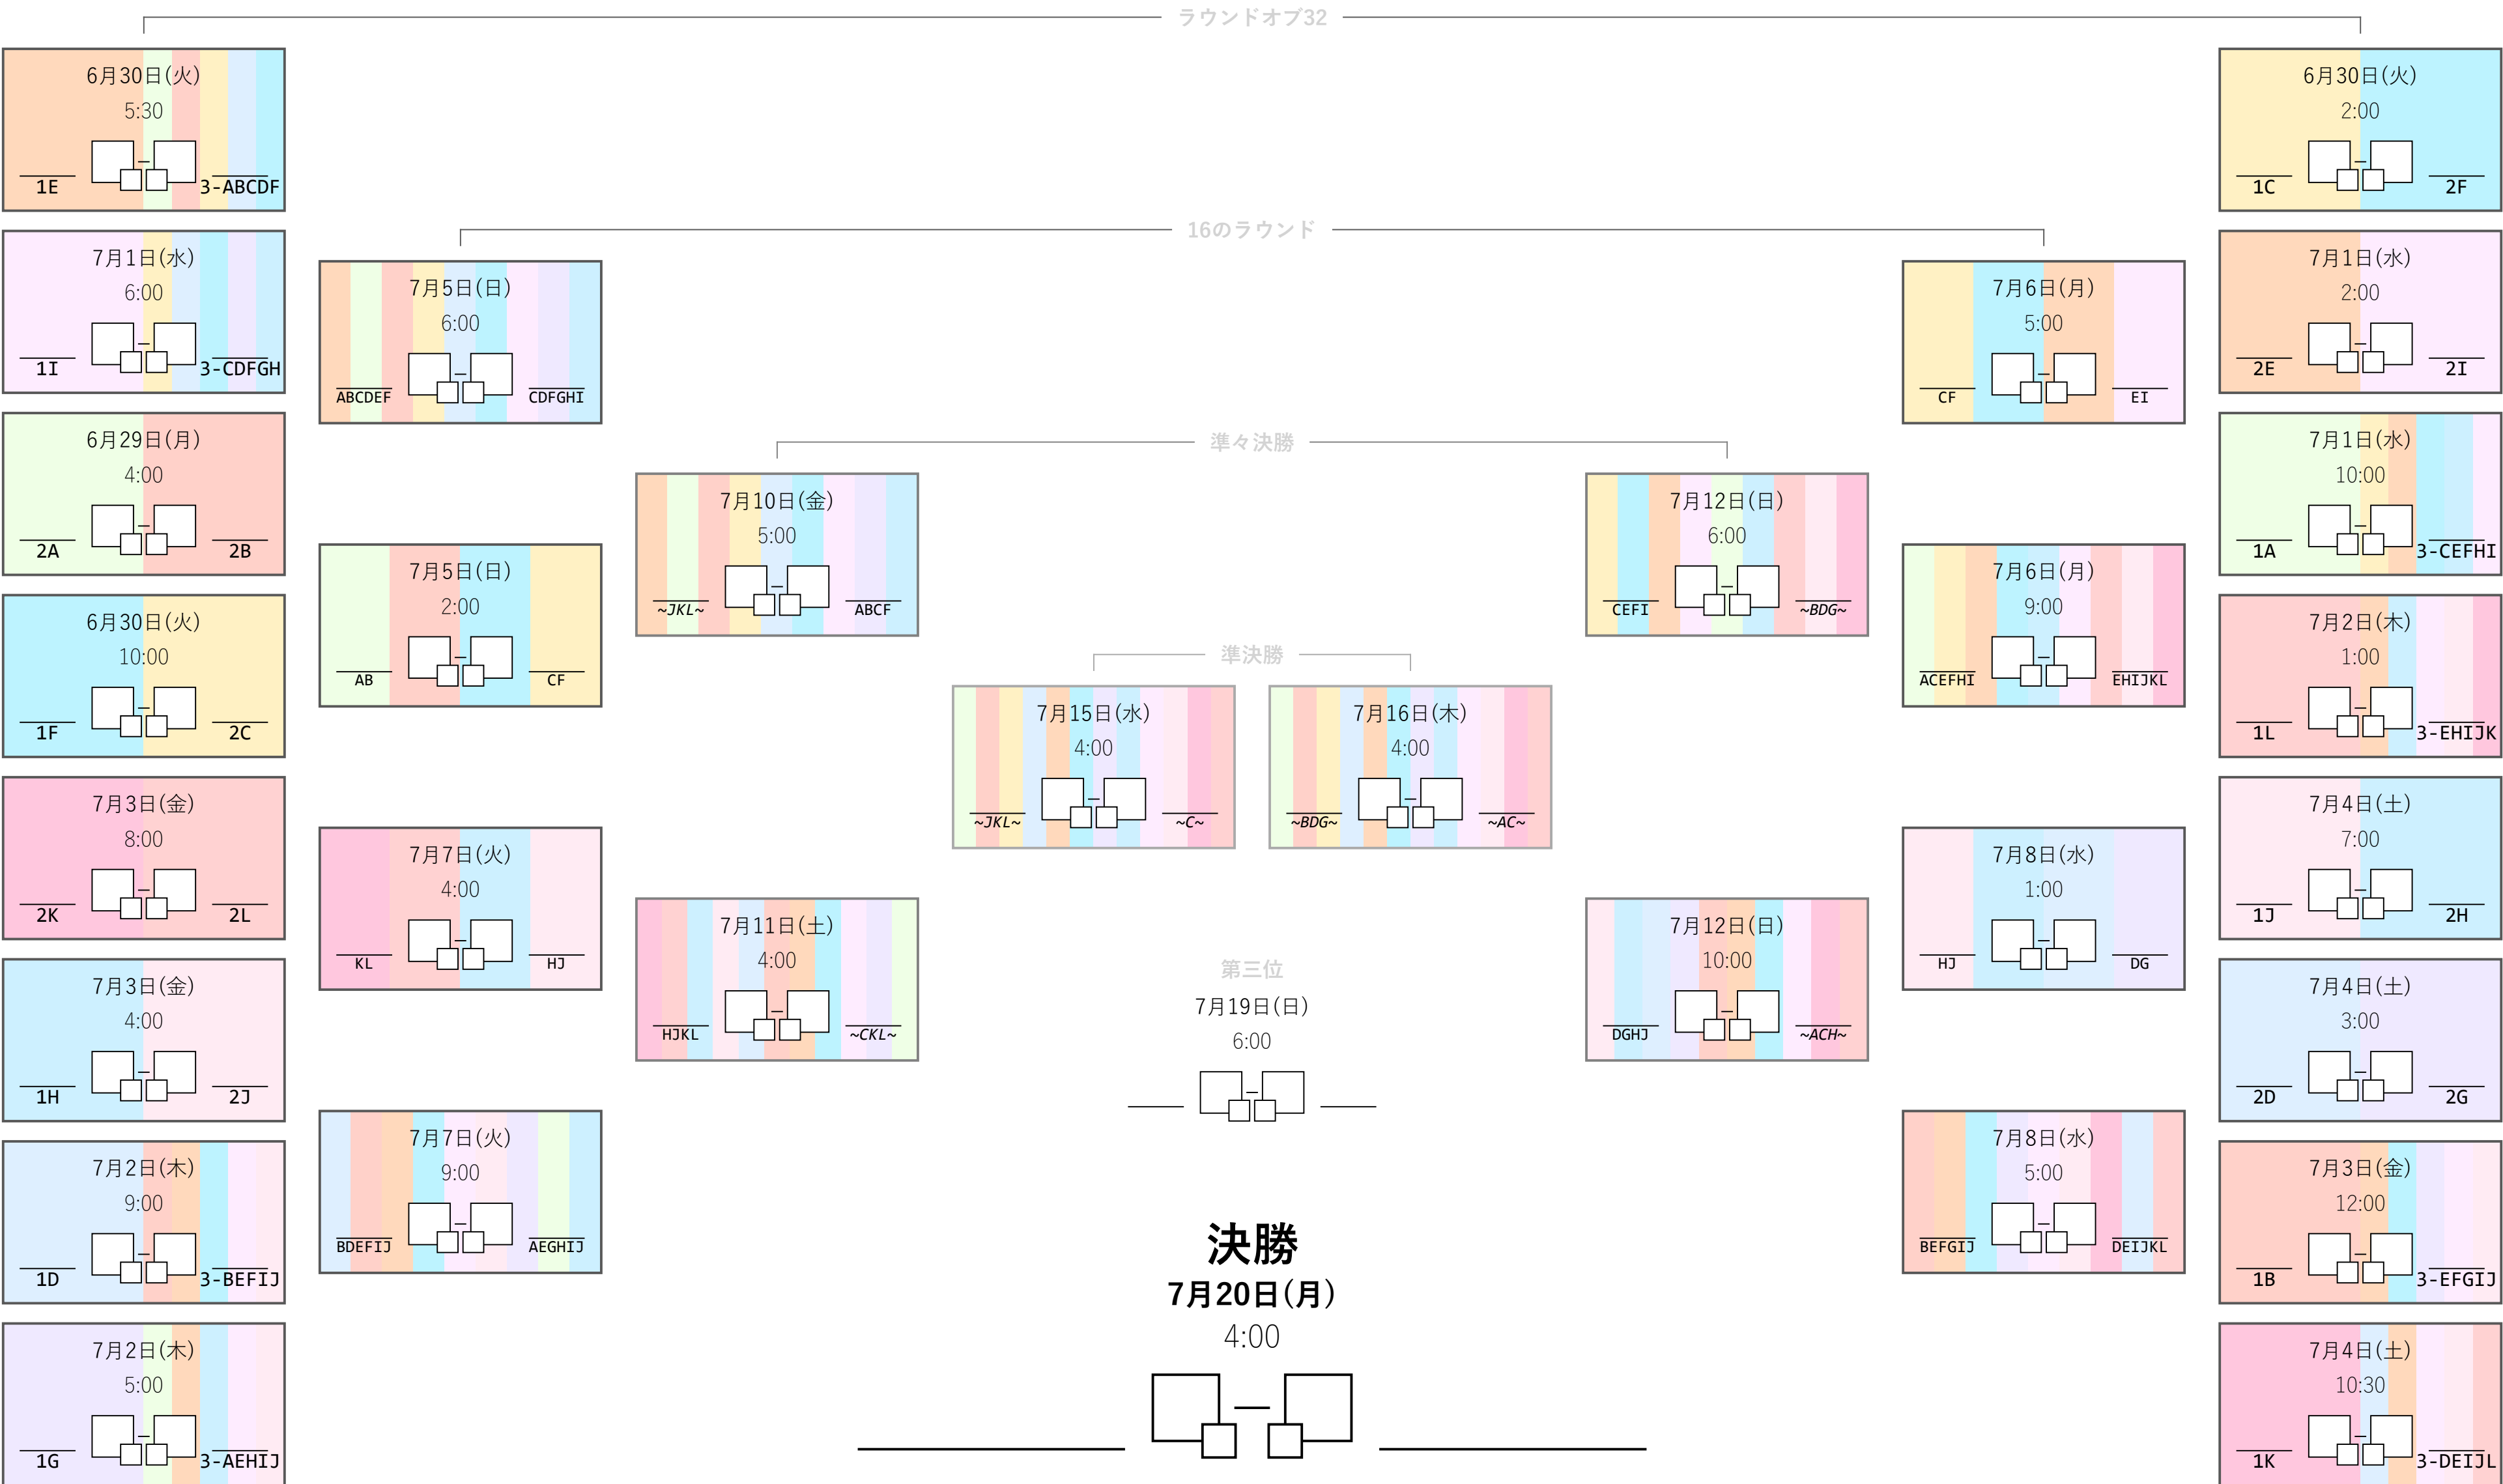 ラウンドオブ32
6月30日(火)
5:30
–
1E
3-ABCDF
7月1日(水)
6:00
–
1I
3-CDFGH
6月29日(月)
4:00
–
2A
2B
6月30日(火)
10:00
–
1F
2C
7月3日(金)
8:00
–
2K
2L
7月3日(金)
4:00
–
1H
2J
7月2日(木)
9:00
–
1D
3-BEFIJ
7月2日(木)
5:00
–
1G
3-AEHIJ
16のラウンド
7月5日(日)
6:00
–
ABCDEF
CDFGHI
7月5日(日)
2:00
–
AB
CF
7月7日(火)
4:00
–
KL
HJ
7月7日(火)
9:00
–
BDEFIJ
AEGHIJ
準々決勝
7月10日(金)
5:00
–
~JKL~
ABCF
7月11日(土)
4:00
–
HJKL
~CKL~
準決勝
7月15日(水)
4:00
–
~JKL~
~C~
7月16日(木)
4:00
–
~BDG~
~AC~
第三位
7月19日(日)
6:00
–
決勝
7月20日(月)
4:00
—
7月12日(日)
6:00
–
CEFI
~BDG~
7月12日(日)
10:00
–
DGHJ
~ACH~
7月6日(月)
5:00
–
CF
EI
7月6日(月)
9:00
–
ACEFHI
EHIJKL
7月8日(水)
1:00
–
HJ
DG
7月8日(水)
5:00
–
BEFGIJ
DEIJKL
6月30日(火)
2:00
–
1C
2F
7月1日(水)
2:00
–
2E
2I
7月1日(水)
10:00
–
1A
3-CEFHI
7月2日(木)
1:00
–
1L
3-EHIJK
7月4日(土)
7:00
–
1J
2H
7月4日(土)
3:00
–
2D
2G
7月3日(金)
12:00
–
1B
3-EFGIJ
7月4日(土)
10:30
–
1K
3-DEIJL